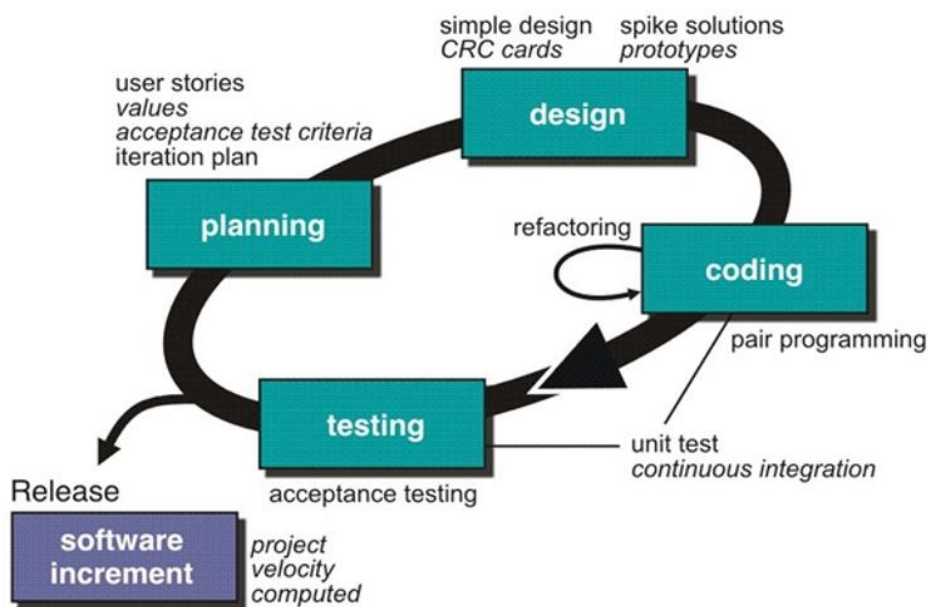 simple design
CRC cards
spike solutions
prototypes
user stories
values
acceptance test criteria
iteration plan
design
planning
refactoring
coding
pair programming
testing
unit test
continuous integration
acceptance testing
Release
software
increment
project
velocity
computed